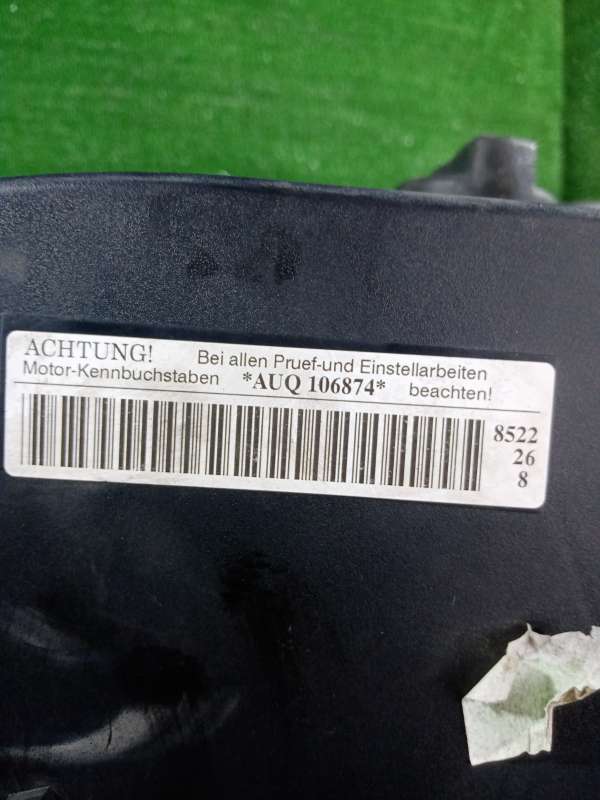 ACHTUNG! Bei allen Pruef-und Einstellarbeiten
Motor-Kennbuchstaben *AUQ 106874* beachten!
8522
26
8